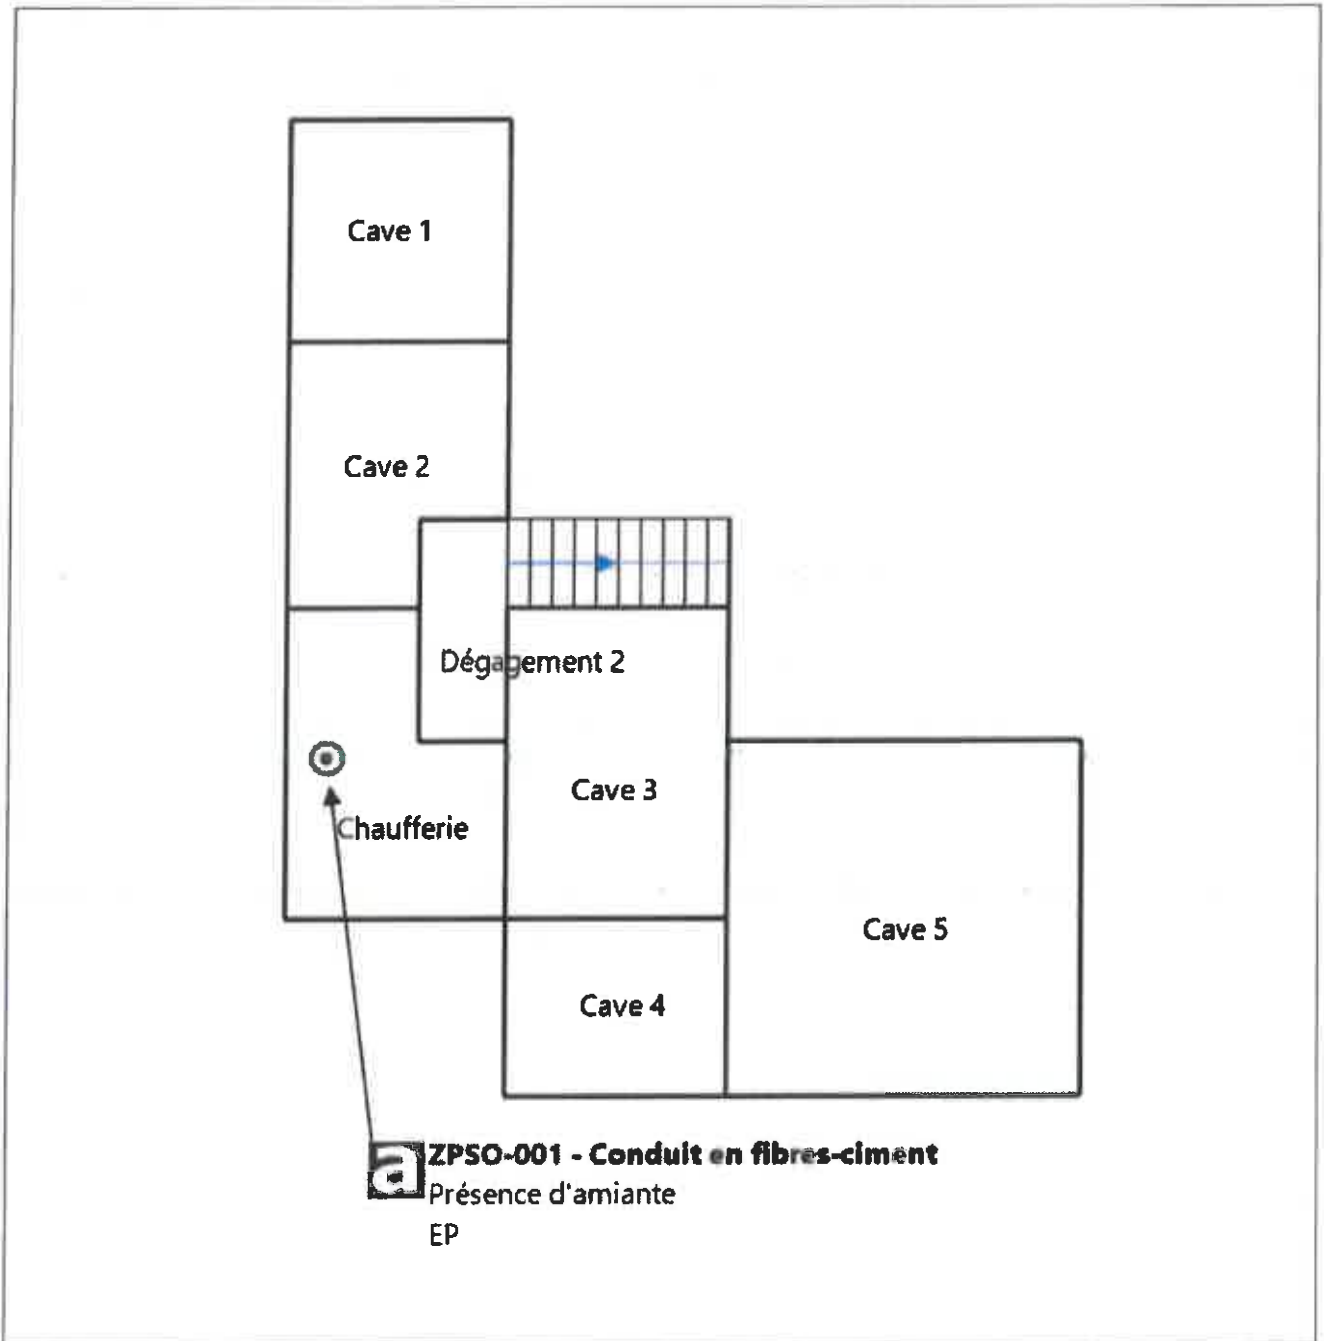 Cave 1
Cave 2
Dégagement 2
Cave 3
Chaufferie
Cave 5
Cave 4
a ZPSO-001 - Conduit en fibres-ciment
Présence d'amiante
EP